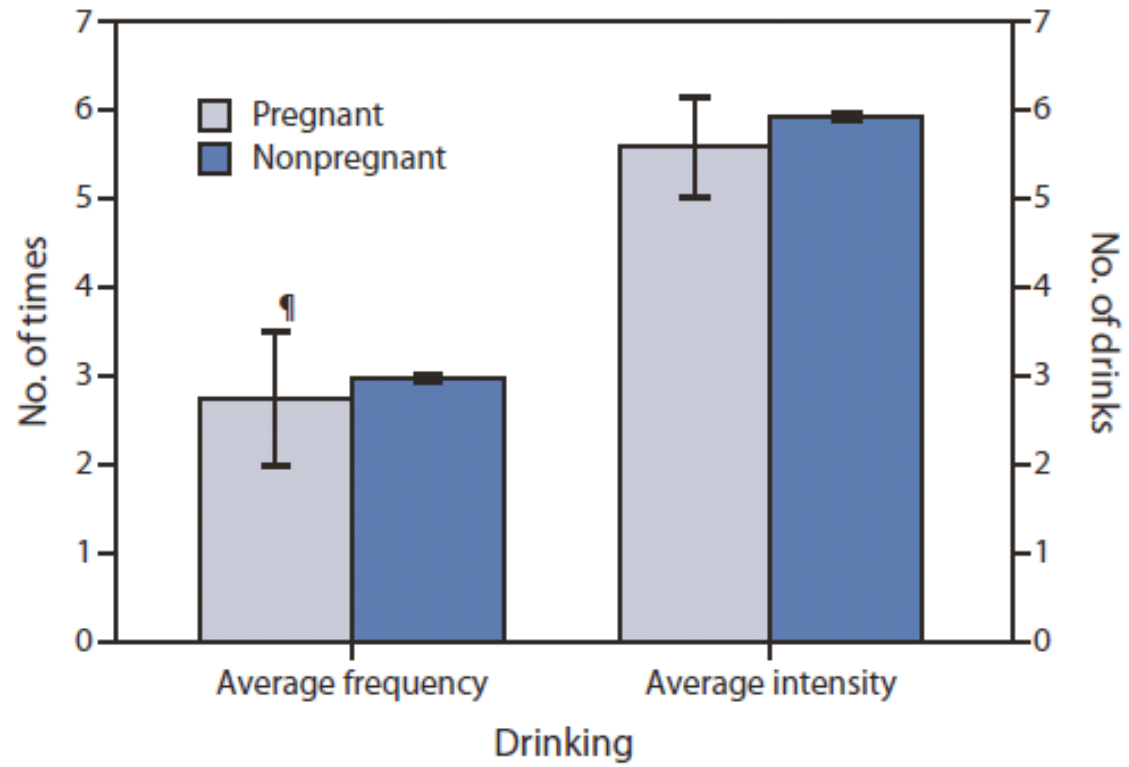 7
6
5
4
3
2
1
0
No. of times
Pregnant
Nonpregnant
¶
7
6
5
4
3
2
1
0
No. of drinks
Average frequency
Average intensity
Drinking